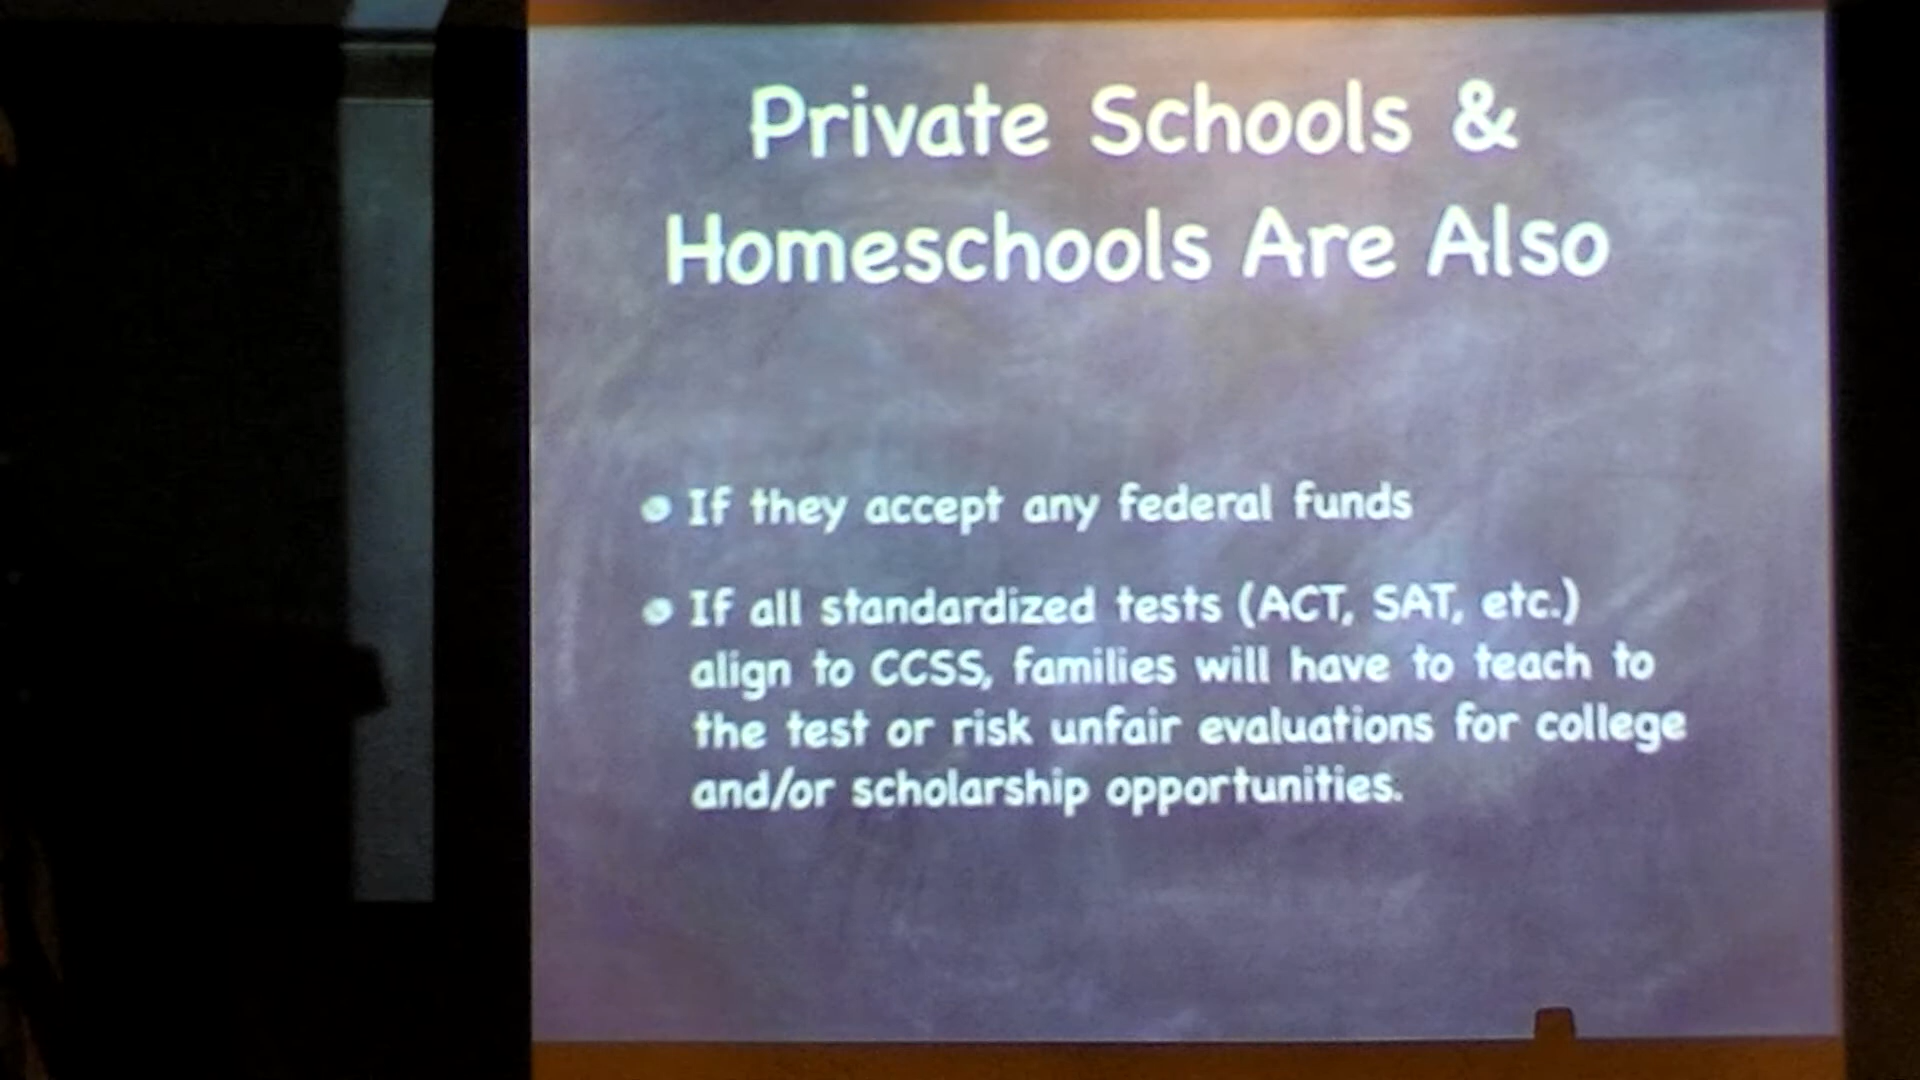 Private Schools &
Homeschools Are Also
If they accept any federal funds
If all standardized tests (ACT, SAT, etc.)
align to CCSS, families will have to teach to
the test or risk unfair evaluations for college
and/or scholarship opportunities.